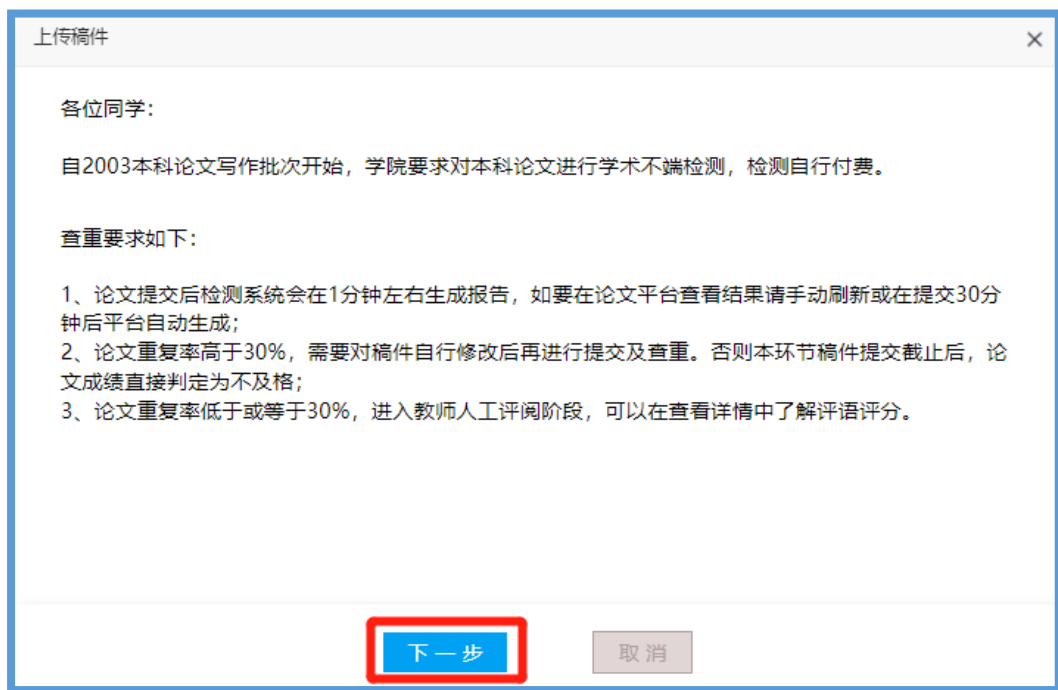 上传稿件
各位同学：
自2003本科论文写作批次开始，学院要求对本科论文进行学术不端检测，检测自行付费。
查重要求如下：
1、论文提交后检测系统会在1分钟左右生成报告，如要在论文平台查看结果请手动刷新或在提交30分
钟后平台自动生成；
2、论文重复率高于30%，需要对稿件自行修改后再进行提交及查重。否则本环节稿件提交截止后，论
文成绩直接判定为不及格；
3、论文重复率低于或等于30%，进入教师人工评阅阶段，可以在查看详情中了解评语评分。
下一步
取消